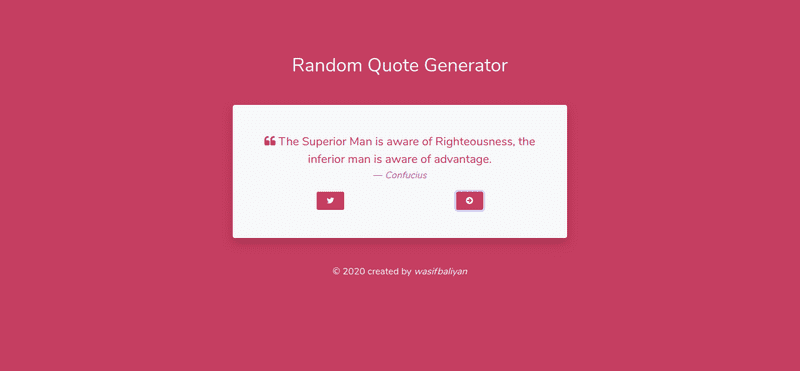 Random Quote Generator
❝ The Superior Man is aware of Righteousness, the
inferior man is aware of advantage.
— Confucius
© 2020 created by wasifbaliyan